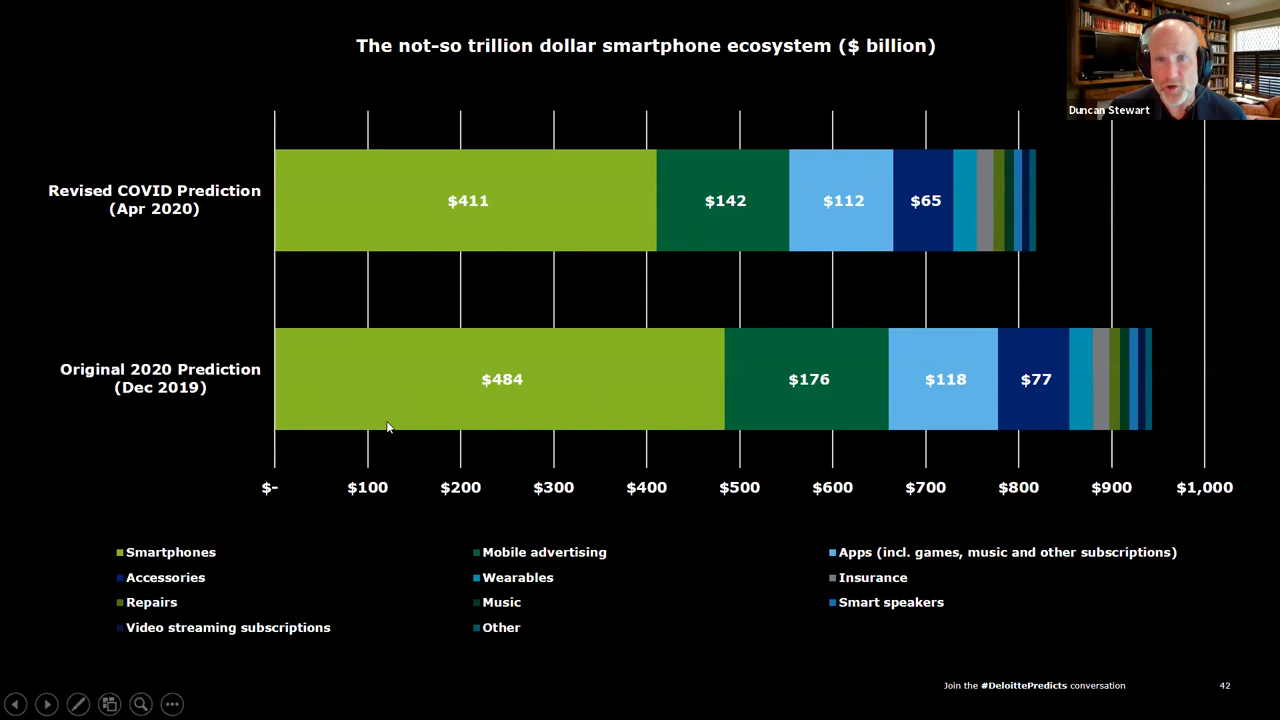 The not-so trillion dollar smartphone ecosystem ($ billion)
Duncan Stewart
Revised COVID Prediction
(Apr 2020)
$411
$142
$112
$65
Original 2020 Prediction
(Dec 2019)
$484
$176
$118
$77
$-
$100
$200
$300
$400
$500
$600
$700
$800
$900
$1,000
Smartphones
Mobile advertising
Apps (incl. games, music and other subscriptions)
Accessories
Wearables
Insurance
Repairs
Music
Smart speakers
Video streaming subscriptions
Other
Join the #DeloittePredicts conversation
42